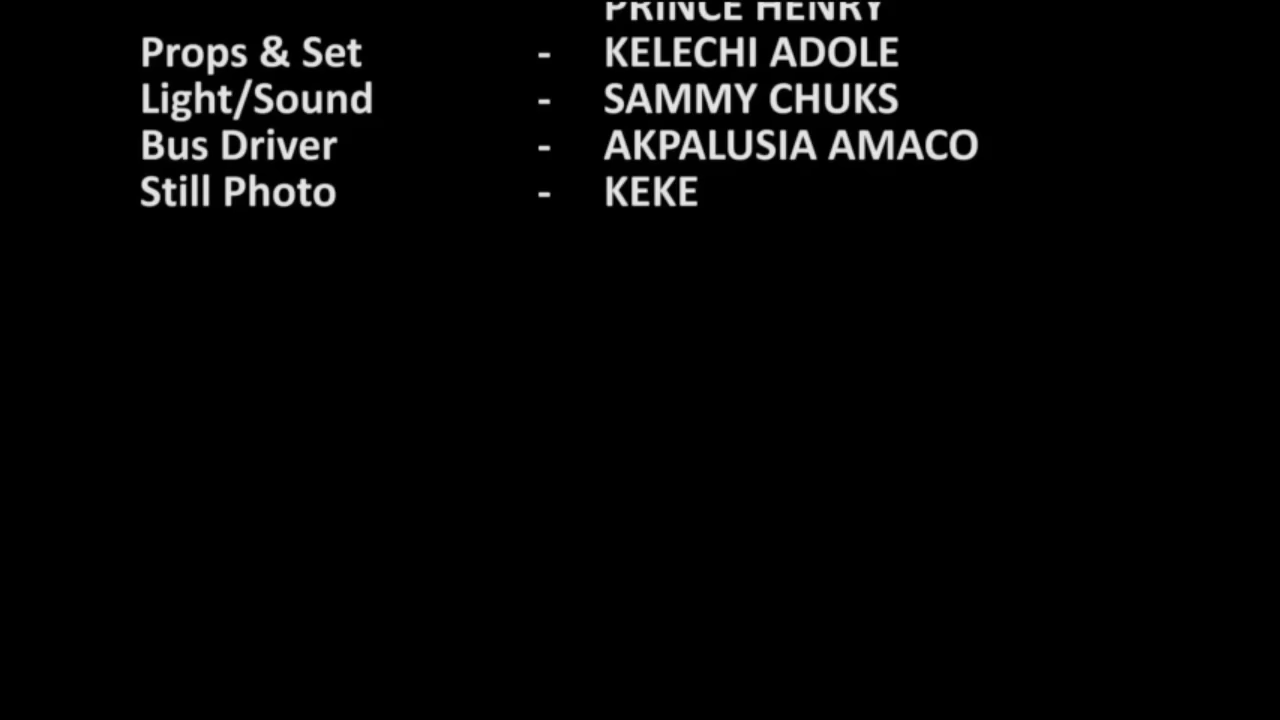 PRINCE HENRY
Props & Set - KELECHI ADOLE
Light/Sound - SAMMY CHUKS
Bus Driver - AKPALUSIA AMACO
Still Photo - KEKE